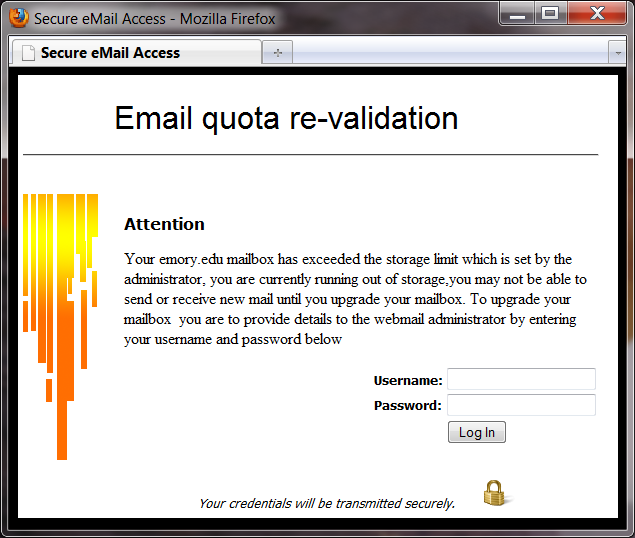 Secure eMail Access - Mozilla Firefox
Secure eMail Access
Email quota re-validation
Attention
Your emory.edu mailbox has exceeded the storage limit which is set by the
administrator, you are currently running out of storage,you may not be able to
send or receive new mail until you upgrade your mailbox. To upgrade your
mailbox  you are to provide details to the webmail administrator by entering
your username and password below
Username:
Password:
Log In
Your credentials will be transmitted securely.